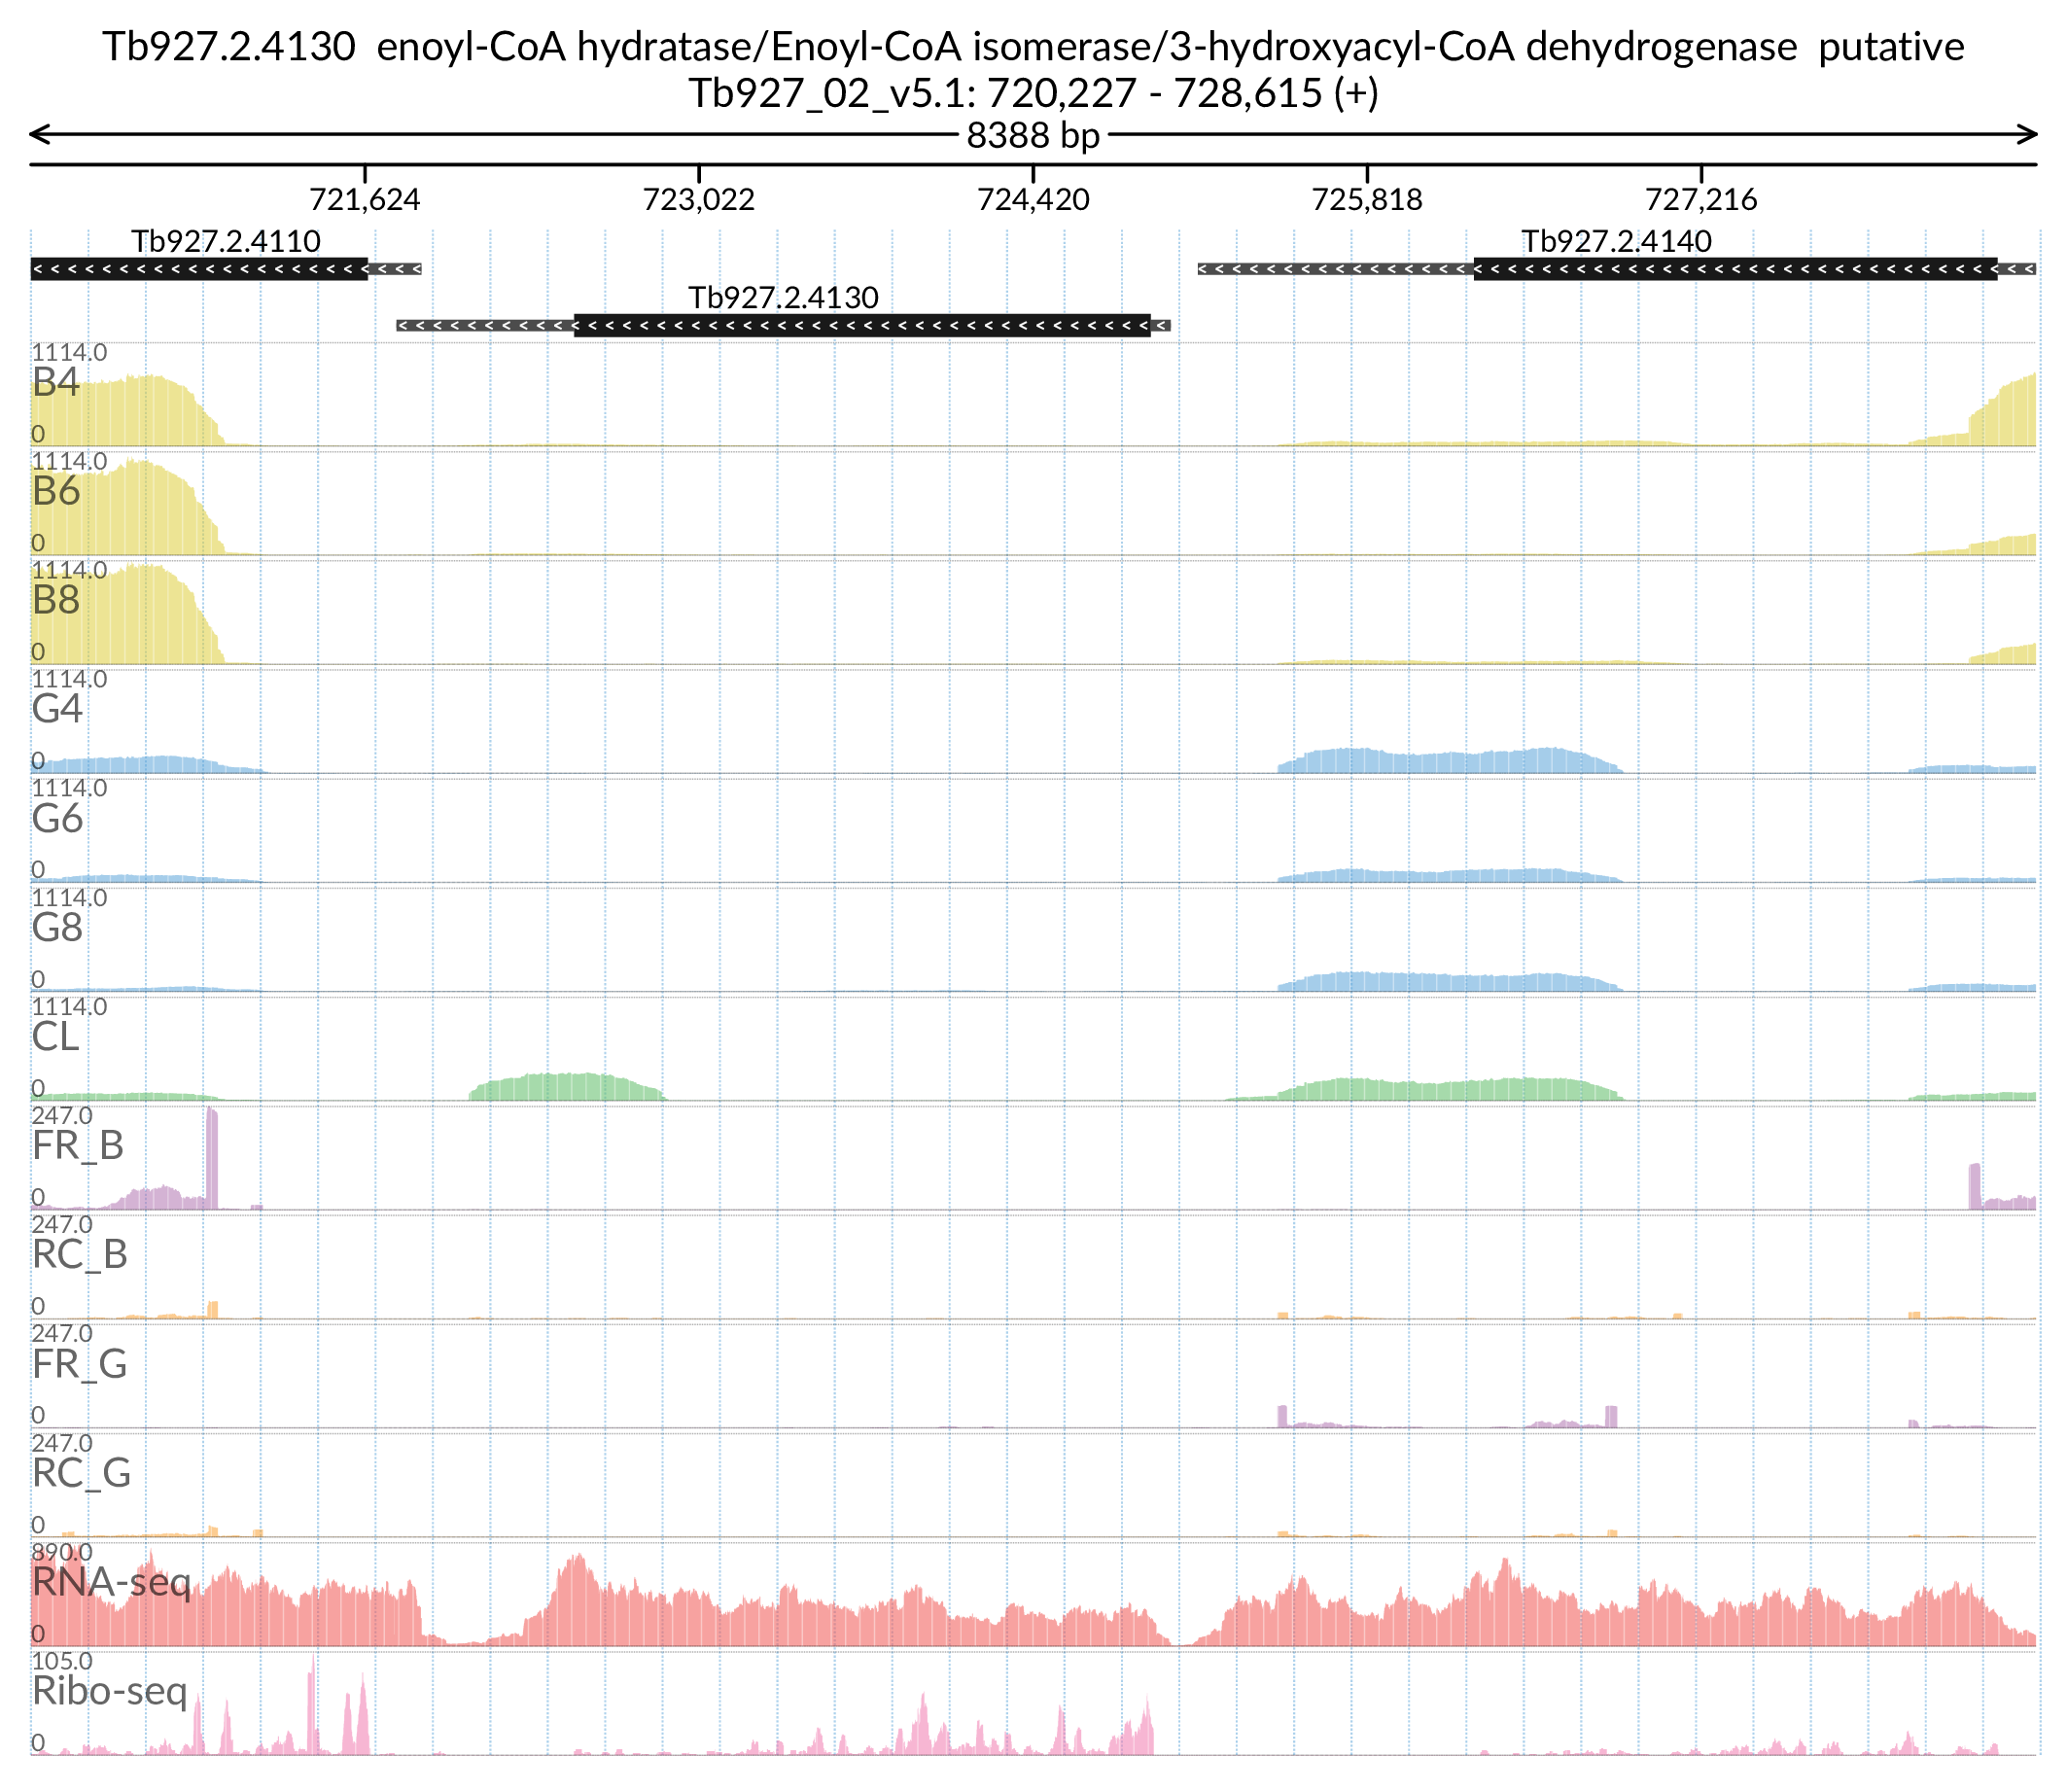 Tb927.2.4130 enoyl-CoA hydratase/Enoyl-CoA isomerase/3-hydroxyacyl-CoA dehydrogenase putative
Tb927_02_v5.1: 720,227 - 728,615 (+)
8388 bp
721,624 723,022 724,420 725,818 727,216
Tb927.2.4110 Tb927.2.4140
Tb927.2.4130
1114.0
B4
0
1114.0
B6
0
1114.0
B8
0
1114.0
G4
0
1114.0
G6
0
1114.0
G8
0
1114.0
CL
0
247.0
FR_B
0
247.0
RC_B
0
247.0
FR_G
0
247.0
RC_G
0
890.0
RNA-seq
0
105.0
Ribo-seq
0